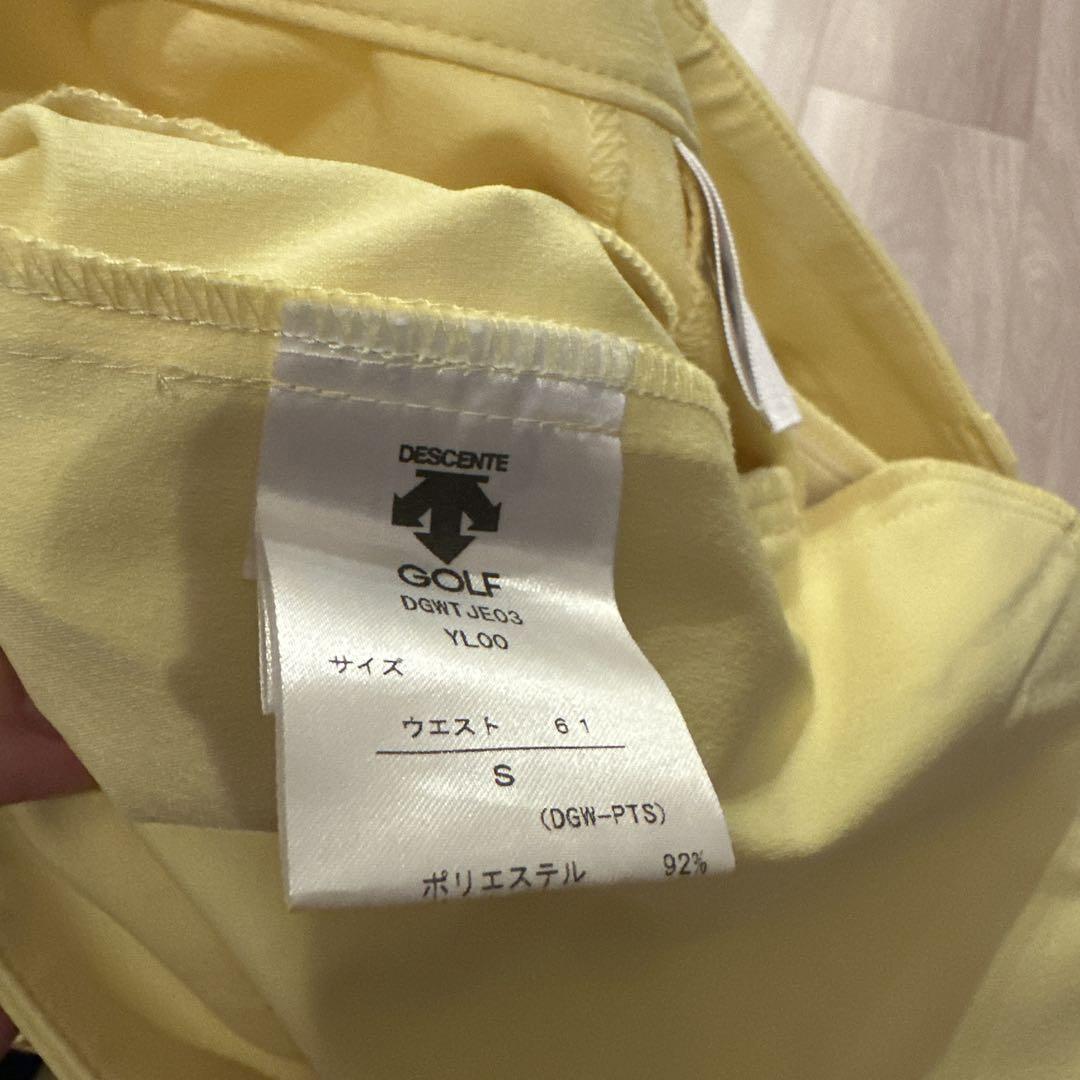 DESCENTE
GOLF
DGWTJE03
YL00
サイズ
ウエスト 61
S
(DGW-PTS)
ポリエステル 92%